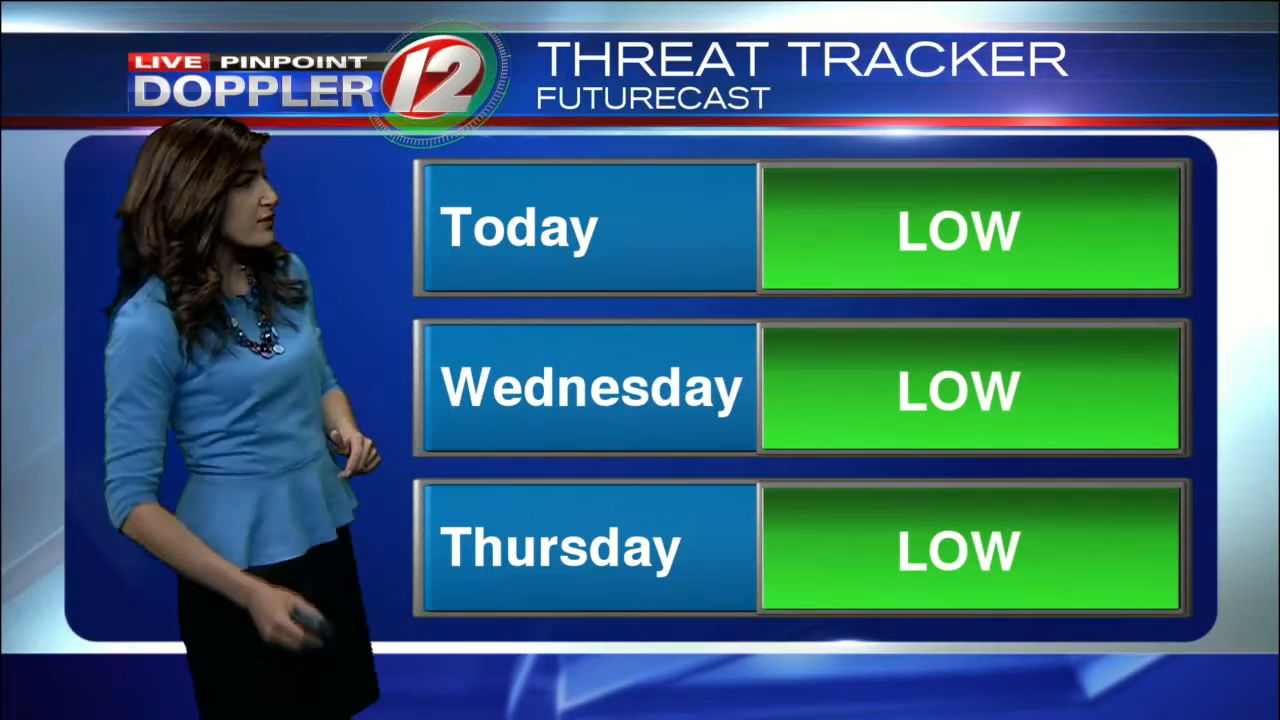 LIVE PINPOINT
DOPPLER 12
THREAT TRACKER
FUTURECAST
Today LOW
Wednesday LOW
Thursday LOW